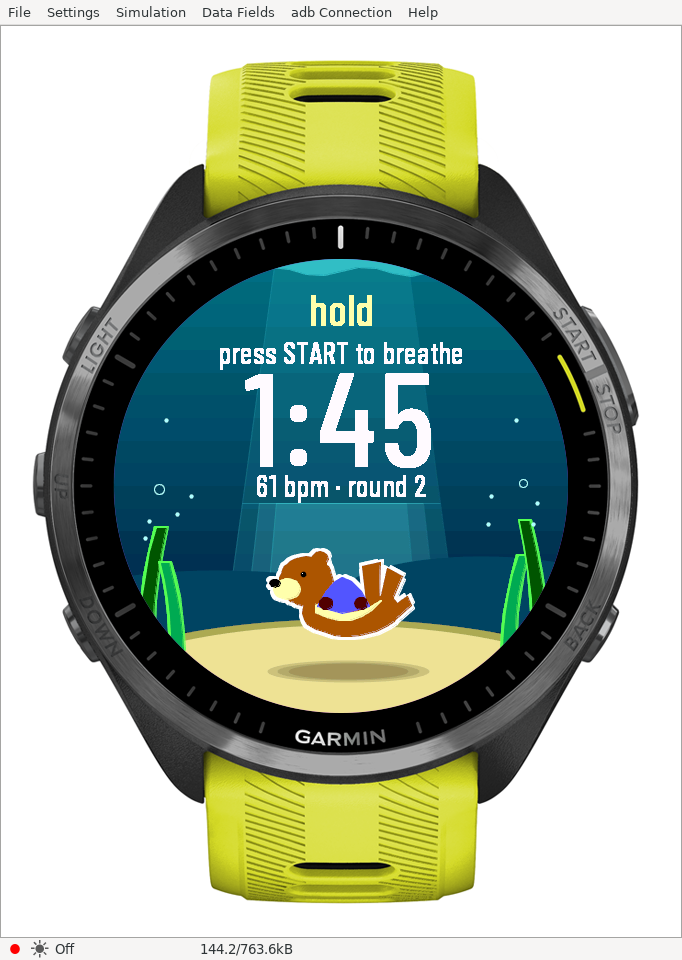 File Settings Simulation Data Fields adb Connection Help
hold
press START to breathe
1:45
61 bpm · round 2
LIGHT
START
STOP
UP
DOWN
BACK
GARMIN
Off 144.2/763.6kB